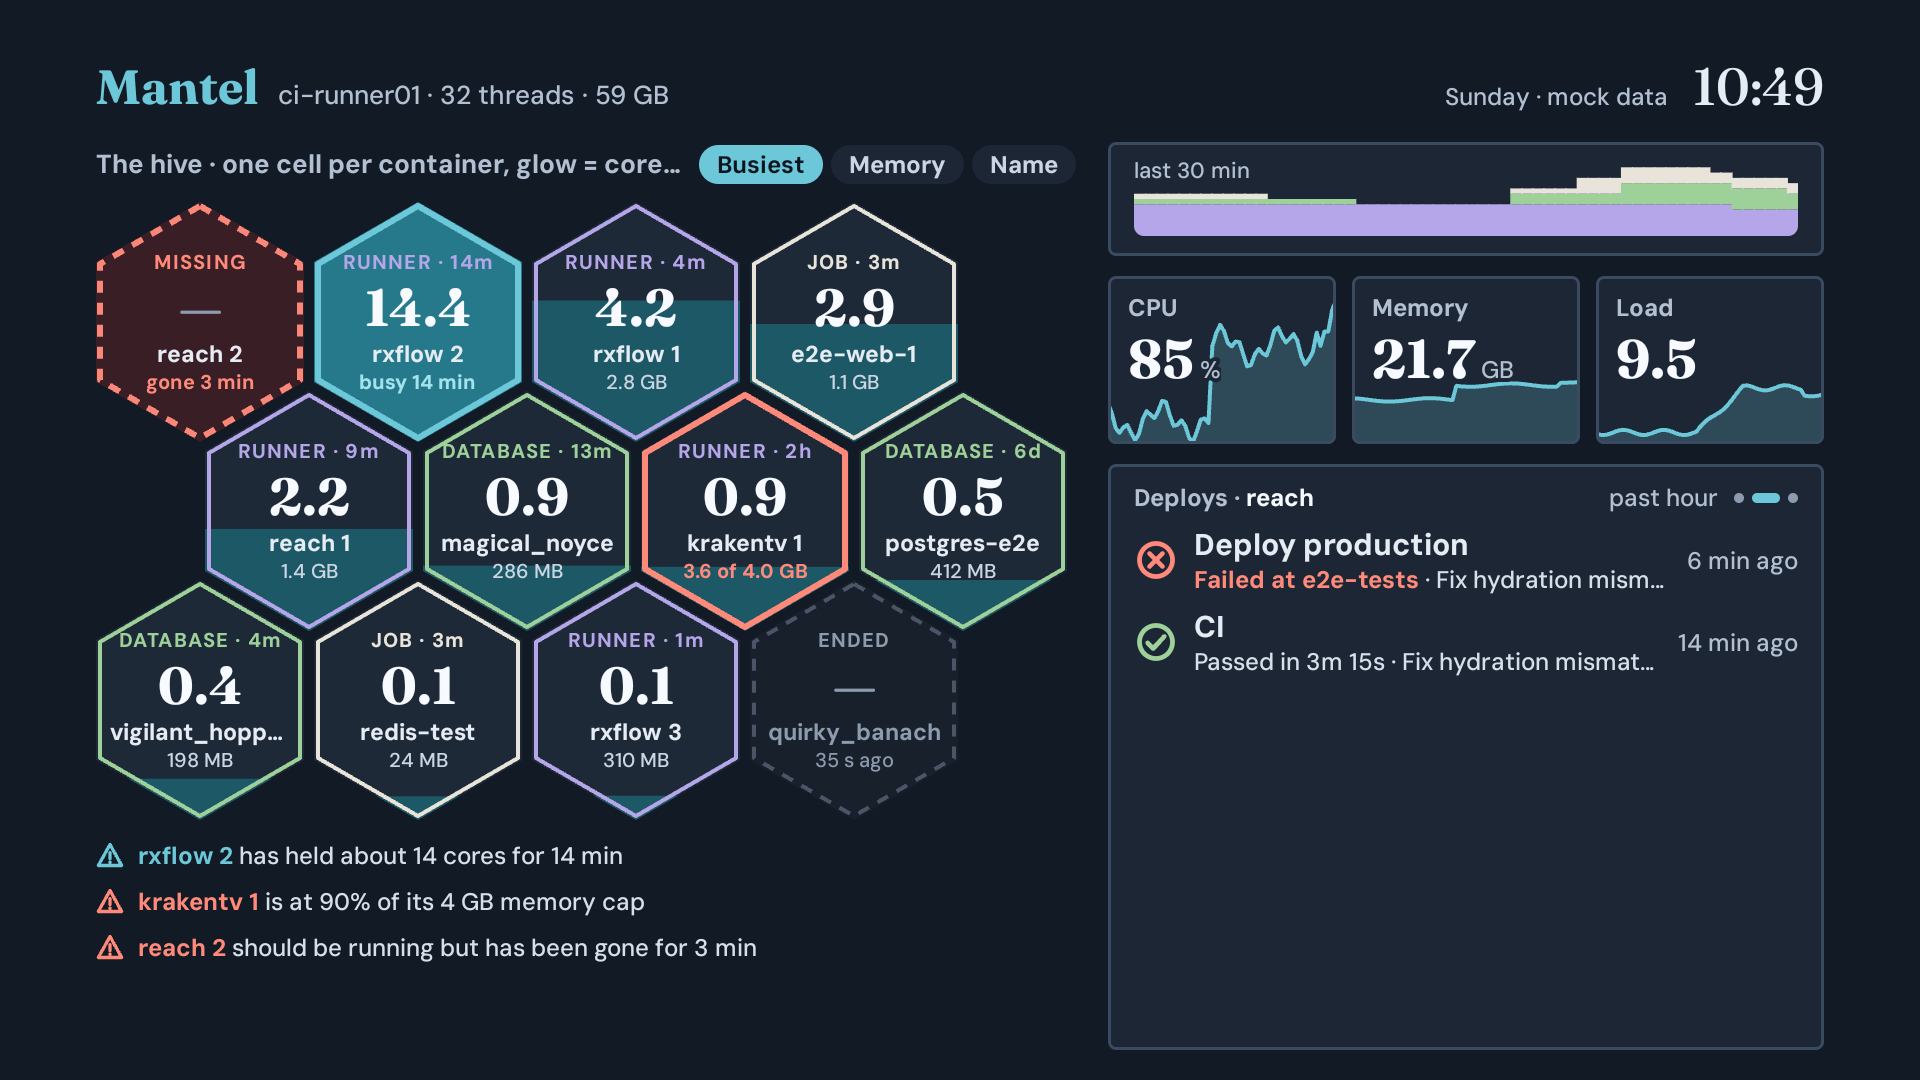 Mantel ci-runner01 · 32 threads · 59 GB
Sunday · mock data 10:49
The hive · one cell per container, glow = core… Busiest Memory Name
MISSING
—
reach 2
gone 3 min
RUNNER · 14m
14.4
rxflow 2
busy 14 min
RUNNER · 4m
4.2
rxflow 1
2.8 GB
JOB · 3m
2.9
e2e-web-1
1.1 GB
RUNNER · 9m
2.2
reach 1
1.4 GB
DATABASE · 13m
0.9
magical_noyce
286 MB
RUNNER · 2h
0.9
krakentv 1
3.6 of 4.0 GB
DATABASE · 6d
0.5
postgres-e2e
412 MB
DATABASE · 4m
0.4
vigilant_hopp…
198 MB
JOB · 3m
0.1
redis-test
24 MB
RUNNER · 1m
0.1
rxflow 3
310 MB
ENDED
—
quirky_banach
35 s ago
rxflow 2 has held about 14 cores for 14 min
krakentv 1 is at 90% of its 4 GB memory cap
reach 2 should be running but has been gone for 3 min
last 30 min
CPU
85 %
Memory
21.7 GB
Load
9.5
Deploys · reach past hour
Deploy production
Failed at e2e-tests · Fix hydration mism…
6 min ago
CI
Passed in 3m 15s · Fix hydration mismat…
14 min ago